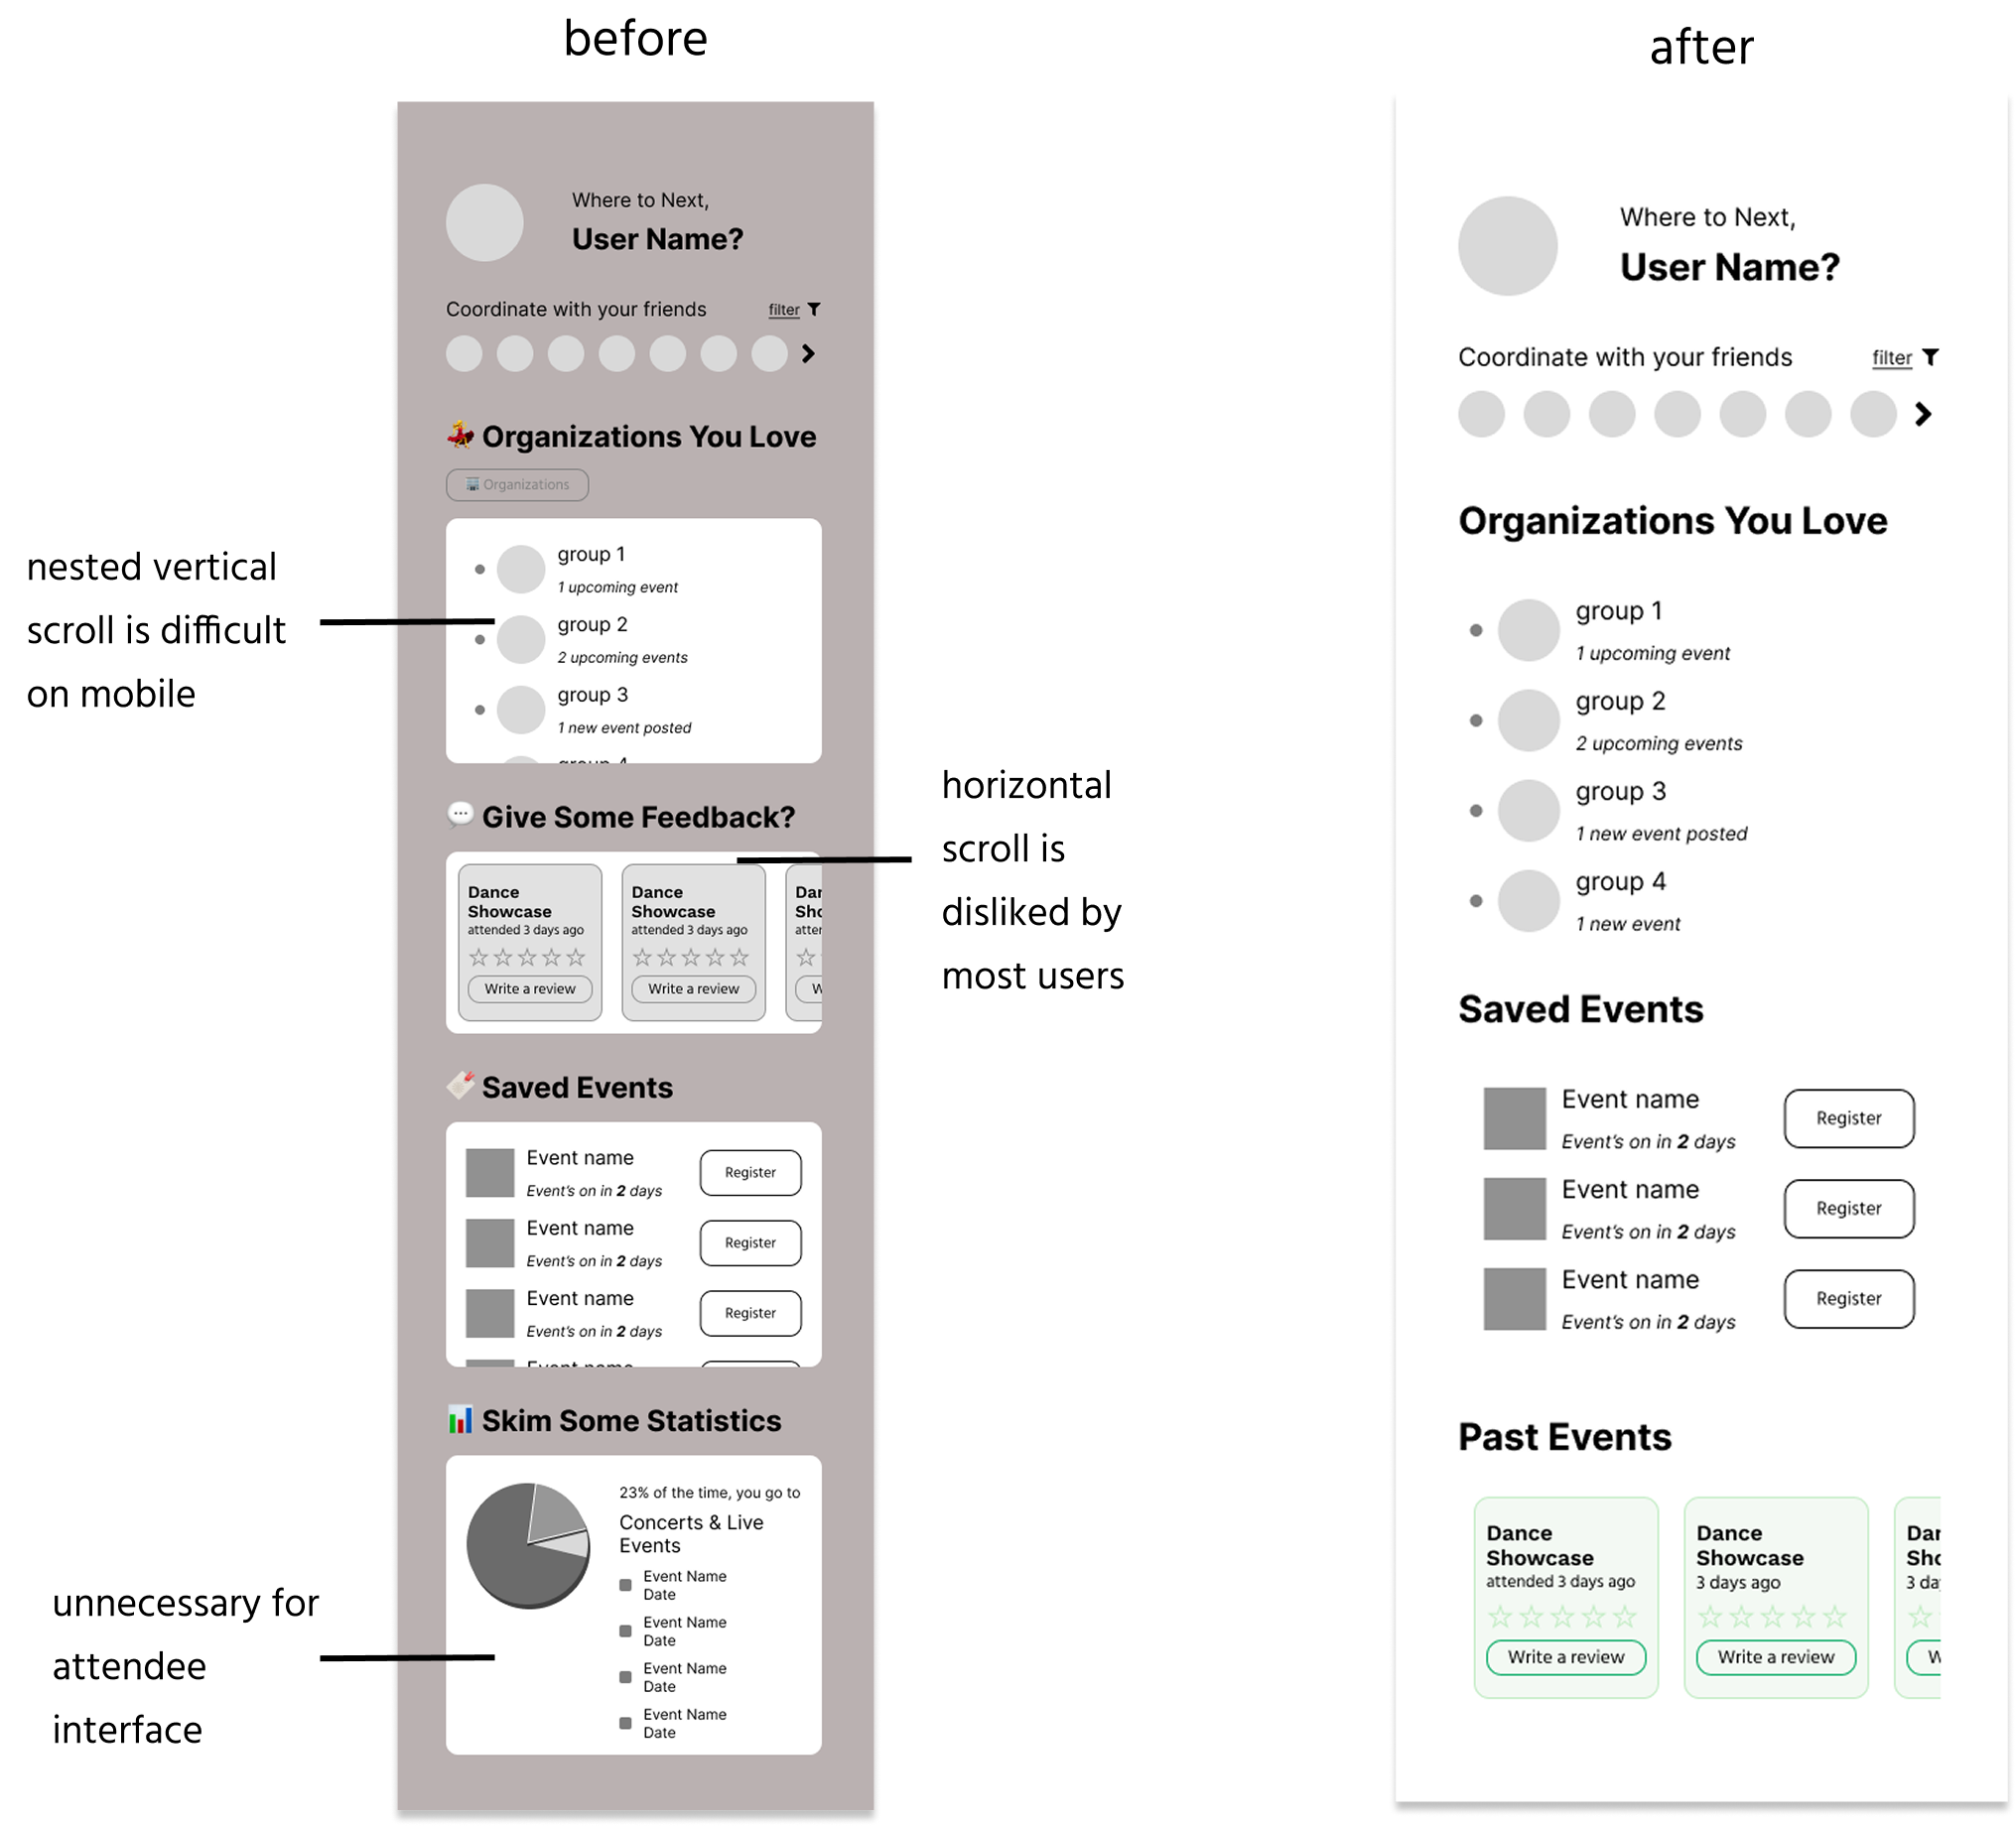 before
Where to Next,
User Name?
Coordinate with your friends
filter
Organizations You Love
Organizations
group 1
1 upcoming event
group 2
2 upcoming events
group 3
1 new event posted
group 4
nested vertical
scroll is difficult
on mobile
Give Some Feedback?
Dance
Showcase
attended 3 days ago
Write a review
Dance
Showcase
attended 3 days ago
Write a review
Dan
Sho
atten
W
horizontal
scroll is
disliked by
most users
Saved Events
Event name
Event's on in 2 days
Register
Event name
Event's on in 2 days
Register
Event name
Event's on in 2 days
Register
Event name
Skim Some Statistics
23% of the time, you go to
Concerts & Live
Events
Event Name
Date
Event Name
Date
Event Name
Date
Event Name
Date
unnecessary for
attendee
interface
after
Where to Next,
User Name?
Coordinate with your friends
filter
Organizations You Love
group 1
1 upcoming event
group 2
2 upcoming events
group 3
1 new event posted
group 4
1 new event
Saved Events
Event name
Event's on in 2 days
Register
Event name
Event's on in 2 days
Register
Event name
Event's on in 2 days
Register
Past Events
Dance
Showcase
attended 3 days ago
Write a review
Dance
Showcase
3 days ago
Write a review
Dan
Sho
3 da
W